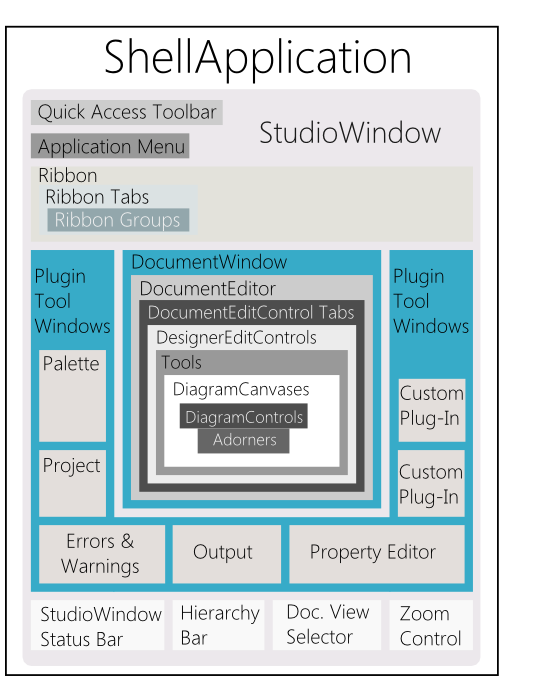 ShellApplication
Quick Access Toolbar
StudioWindow
Application Menu
Ribbon
Ribbon Tabs
Ribbon Groups
Plugin
Tool
Windows
Palette
Project
DocumentWindow
DocumentEditor
DocumentEditControl Tabs
DesignerEditControls
Tools
DiagramCanvases
DiagramControls
Adorners
Plugin
Tool
Windows
Custom
Plug-In
Custom
Plug-In
Errors &
Warnings
Output
Property Editor
StudioWindow
Status Bar
Hierarchy
Bar
Doc. View
Selector
Zoom
Control